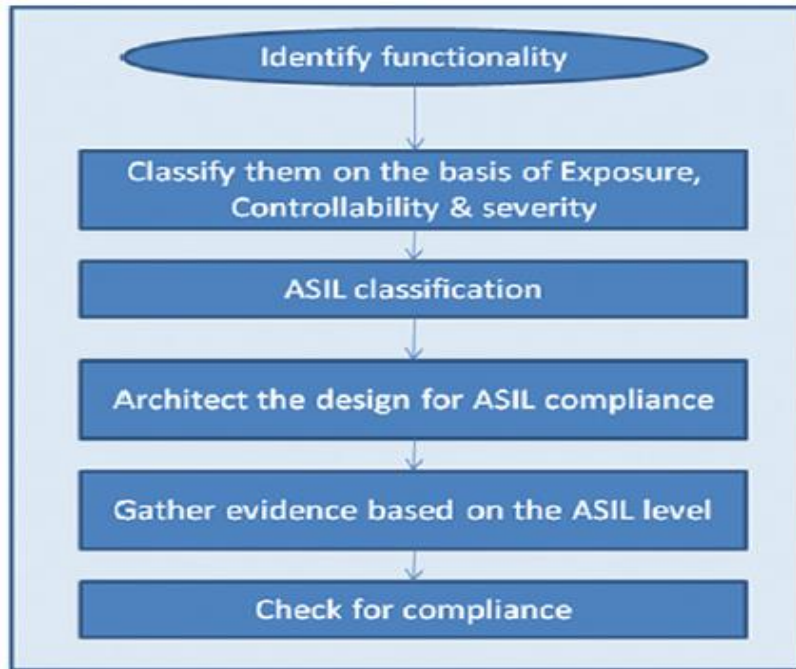 Identify functionality
Classify them on the basis of Exposure,
Controllability & severity
ASIL classification
Architect the design for ASIL compliance
Gather evidence based on the ASIL level
Check for compliance